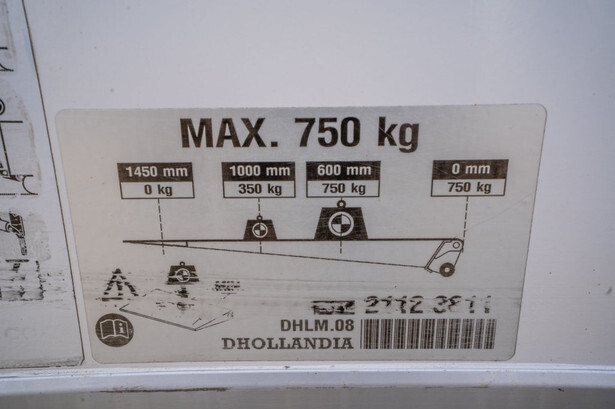 MAX. 750 kg
1450 mm 1000 mm 600 mm 0 mm
0 kg 350 kg 750 kg 750 kg
DHLM.08
DHOLLANDIA